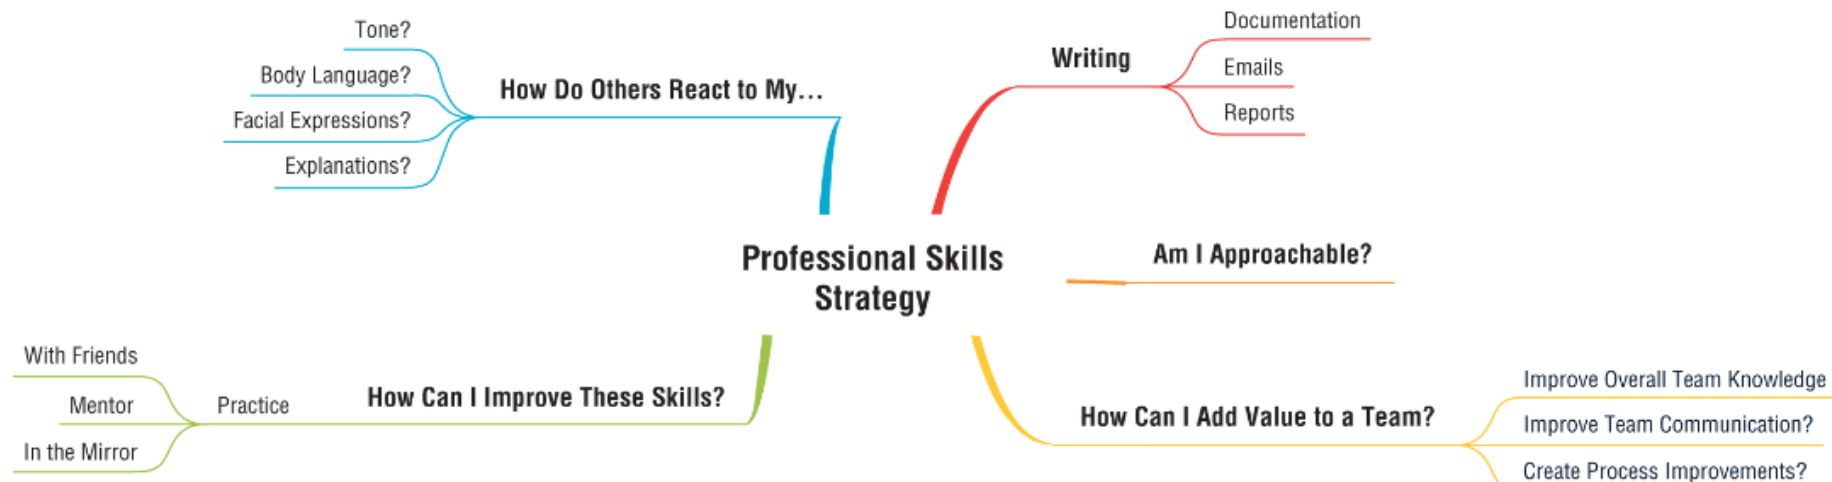 Professional Skills
Strategy
How Do Others React to My...
Tone?
Body Language?
Facial Expressions?
Explanations?
Writing
Documentation
Emails
Reports
Am I Approachable?
How Can I Add Value to a Team?
Improve Overall Team Knowledge
Improve Team Communication?
Create Process Improvements?
How Can I Improve These Skills?
Practice
With Friends
Mentor
In the Mirror